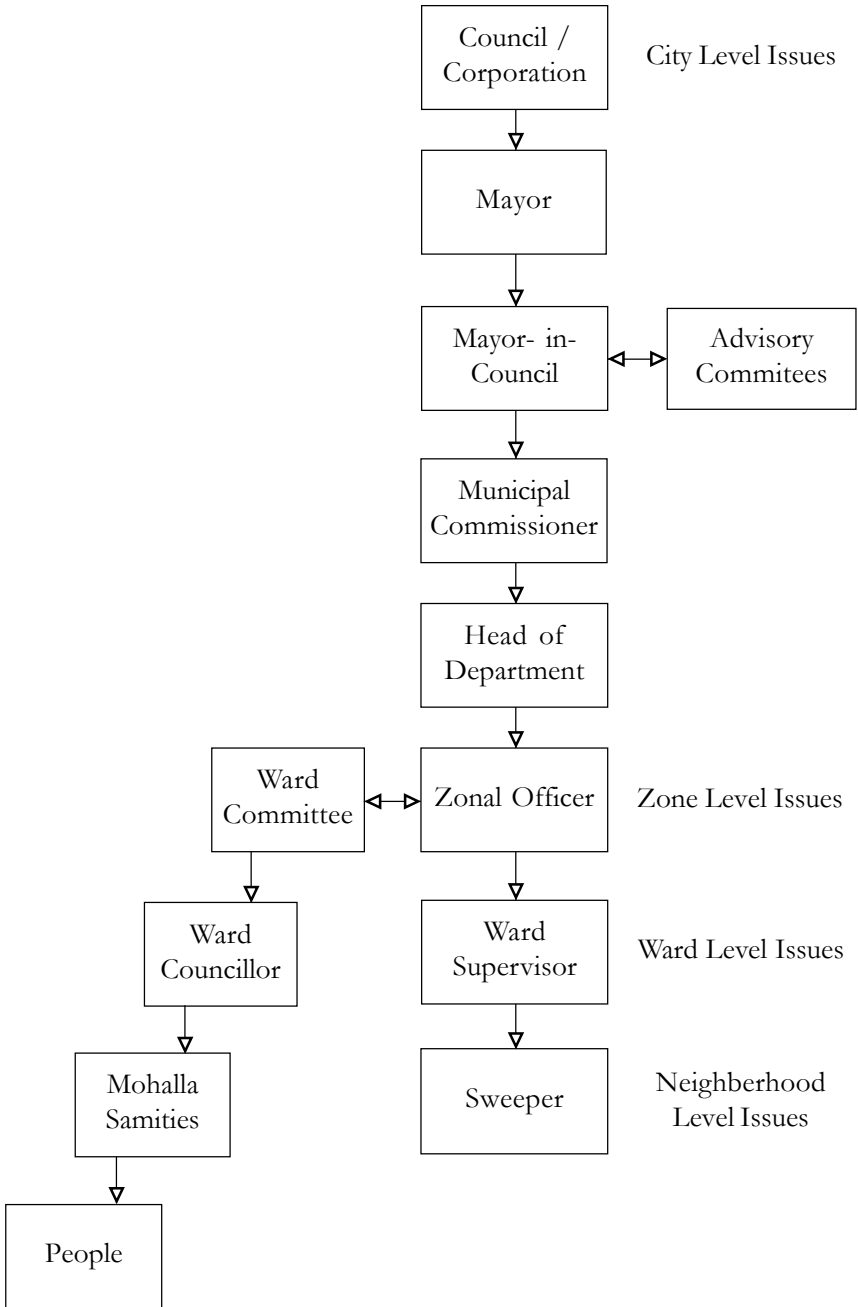 Council /
Corporation
City Level Issues
Mayor
Mayor- in-
Council
Advisory
Commitees
Municipal
Commissioner
Head of
Department
Ward
Committee
Zonal Officer
Zone Level Issues
Ward
Councillor
Ward
Supervisor
Ward Level Issues
Mohalla
Samities
Sweeper
Neighberhood
Level Issues
People